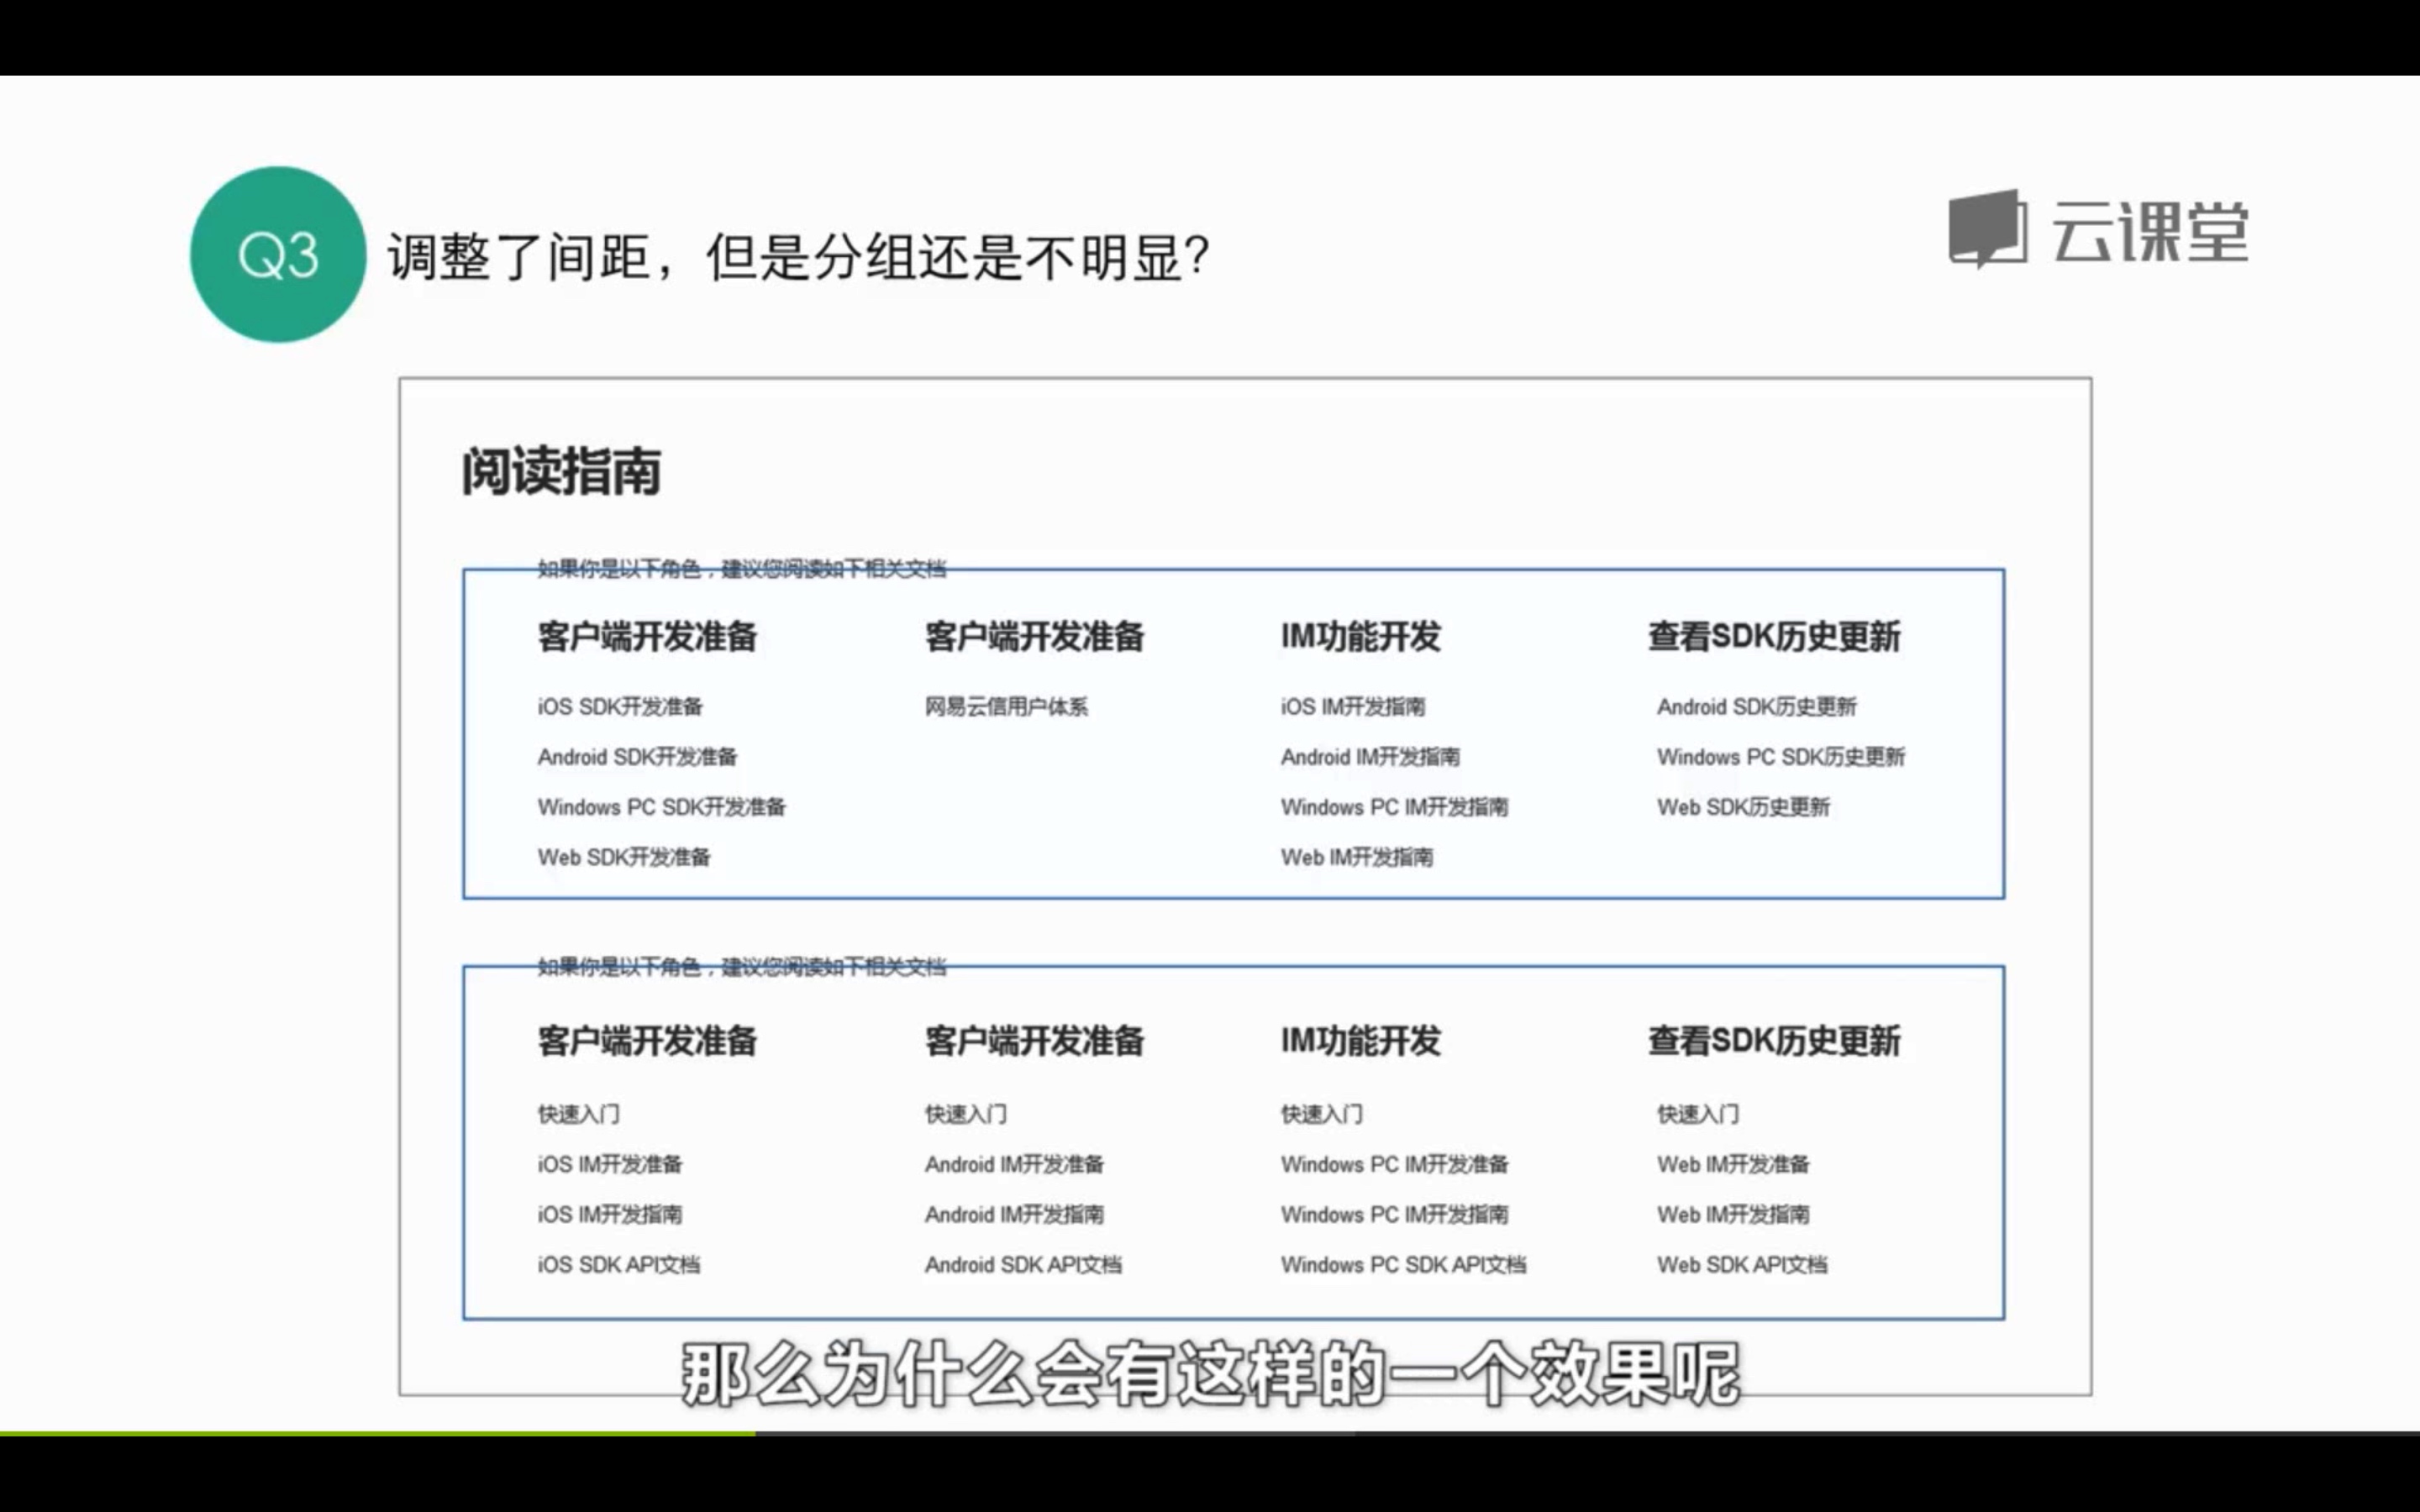 Q3 调整了间距，但是分组还是不明显？
云课堂
阅读指南
如果你是以下角色，建议您阅读如下相关文档
客户端开发准备 客户端开发准备 IM功能开发 查看SDK历史更新
iOS SDK开发准备 网易云信用户体系 iOS IM开发指南 Android SDK历史更新
Android SDK开发准备 Android IM开发指南 Windows PC SDK历史更新
Windows PC SDK开发准备 Windows PC IM开发指南 Web SDK历史更新
Web SDK开发准备 Web IM开发指南
如果你是以下角色，建议您阅读如下相关文档
客户端开发准备 客户端开发准备 IM功能开发 查看SDK历史更新
快速入门 快速入门 快速入门 快速入门
iOS IM开发准备 Android IM开发准备 Windows PC IM开发准备 Web IM开发准备
iOS IM开发指南 Android IM开发指南 Windows PC IM开发指南 Web IM开发指南
iOS SDK API文档 Android SDK API文档 Windows PC SDK API文档 Web SDK API文档
那么为什么会有这样的一个效果呢